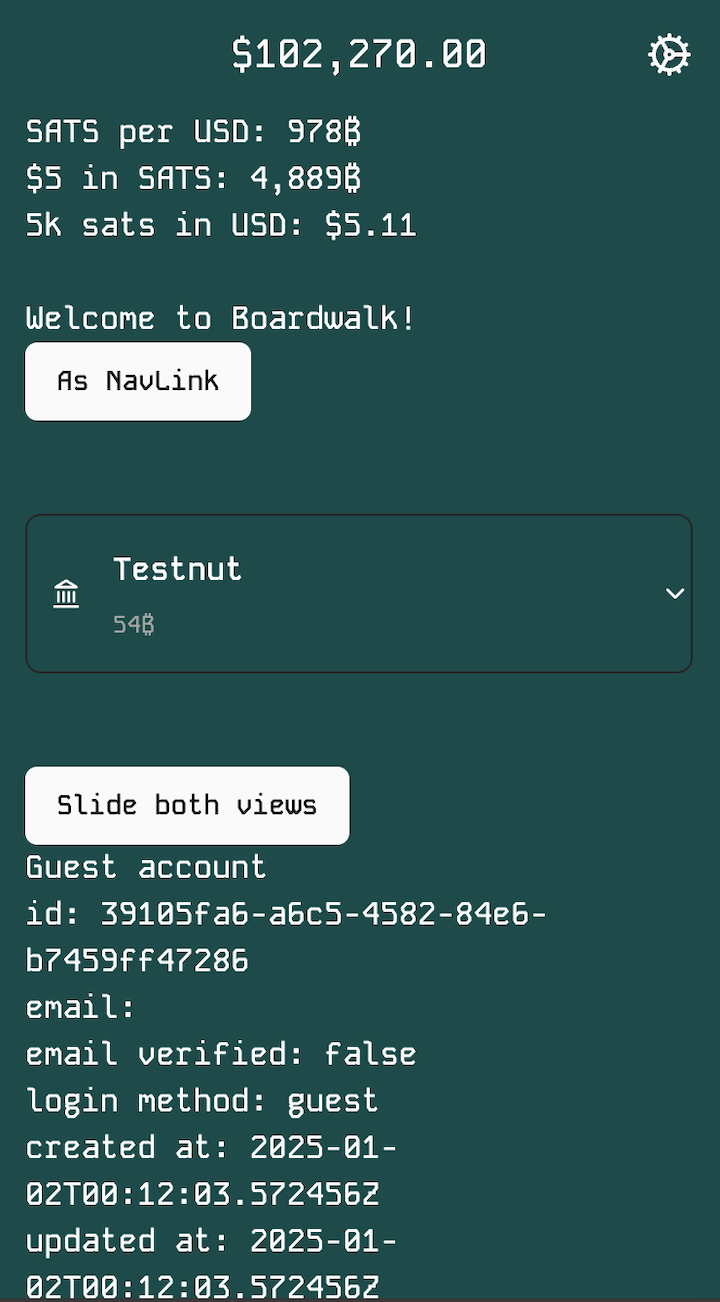 $102,270.00
SATS per USD: 978₿
$5 in SATS: 4,889₿
5k sats in USD: $5.11
Welcome to Boardwalk!
As NavLink
Testnut
54₿
Slide both views
Guest account
id: 39105fa6-a6c5-4582-84e6-
b7459ff47286
email:
email verified: false
login method: guest
created at: 2025-01-
02T00:12:03.572456Z
updated at: 2025-01-
02T00:12:03.572456Z